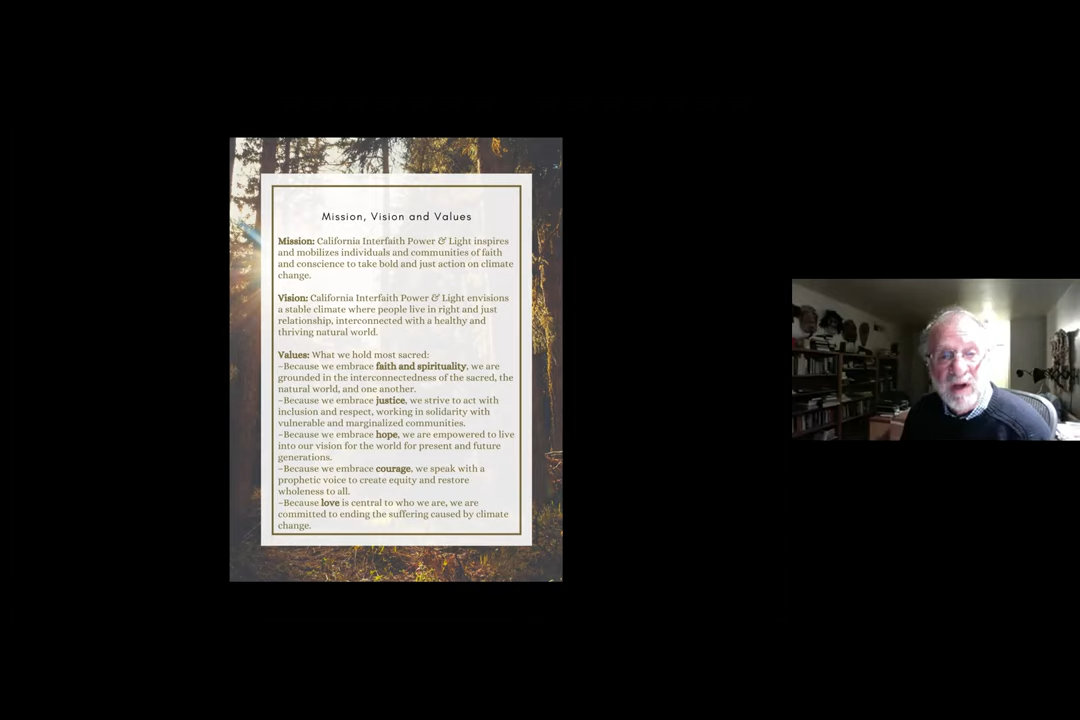 Mission, Vision and Values
Mission: California Interfaith Power & Light inspires
and mobilizes individuals and communities of faith
and conscience to take bold and just action on climate
change.
Vision: California Interfaith Power & Light envisions
a stable climate where people live in right and just
relationship, interconnected with a healthy and
thriving natural world.
Values: What we hold most sacred:
-Because we embrace faith and spirituality, we are
grounded in the interconnectedness of the sacred, the
natural world, and one another.
-Because we embrace justice, we strive to act with
inclusion and respect, working in solidarity with
vulnerable and marginalized communities.
-Because we embrace hope, we are empowered to live
into our vision for the world for present and future
generations.
-Because we embrace courage, we speak with a
prophetic voice to create equity and restore
wholeness to all.
-Because love is central to who we are, we are
committed to ending the suffering caused by climate
change.